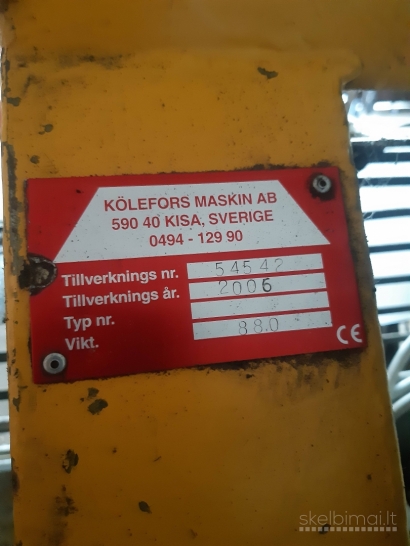 KÖLEFORS MASKIN AB
590 40 KISA, SVERIGE
0494 - 129 90
Tillverknings nr. 54542
Tillverknings år. 2006
Typ nr.
Vikt. 880
CE
skelbimai.lt